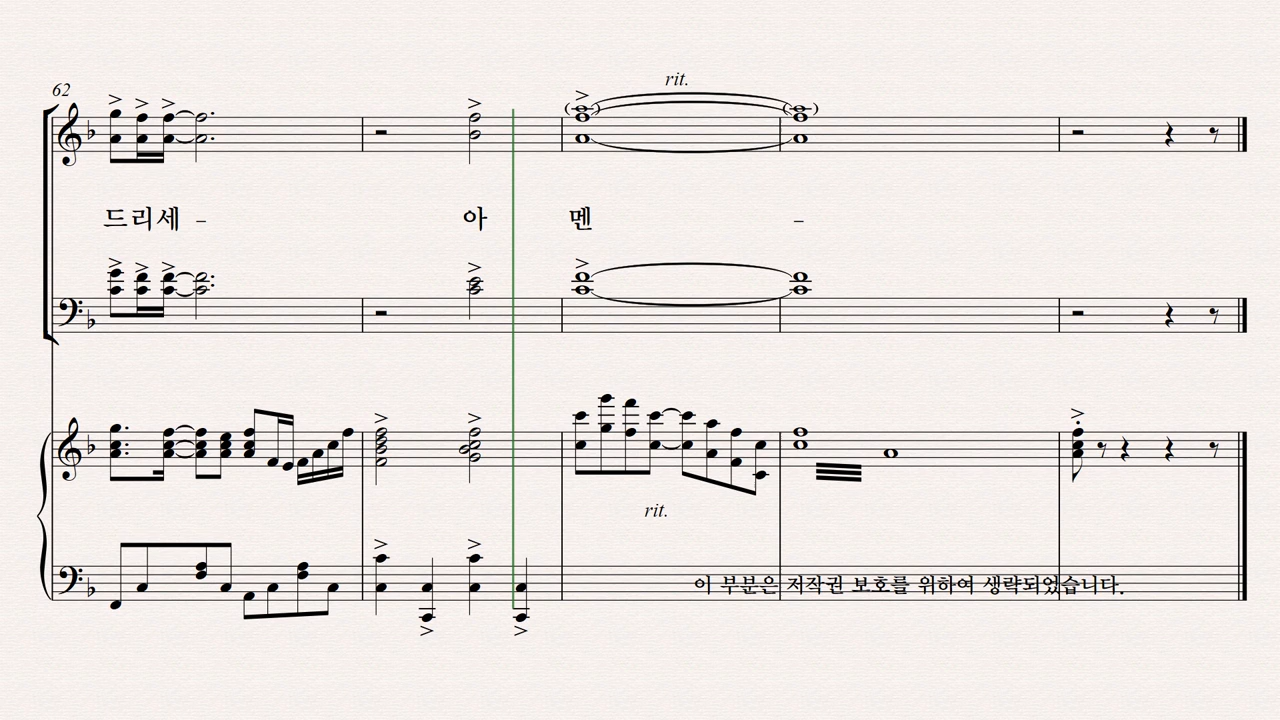 rit.
62
드리세 - 아 멘 -
rit.
이 부분은 저작권 보호를 위하여 생략되었습니다.